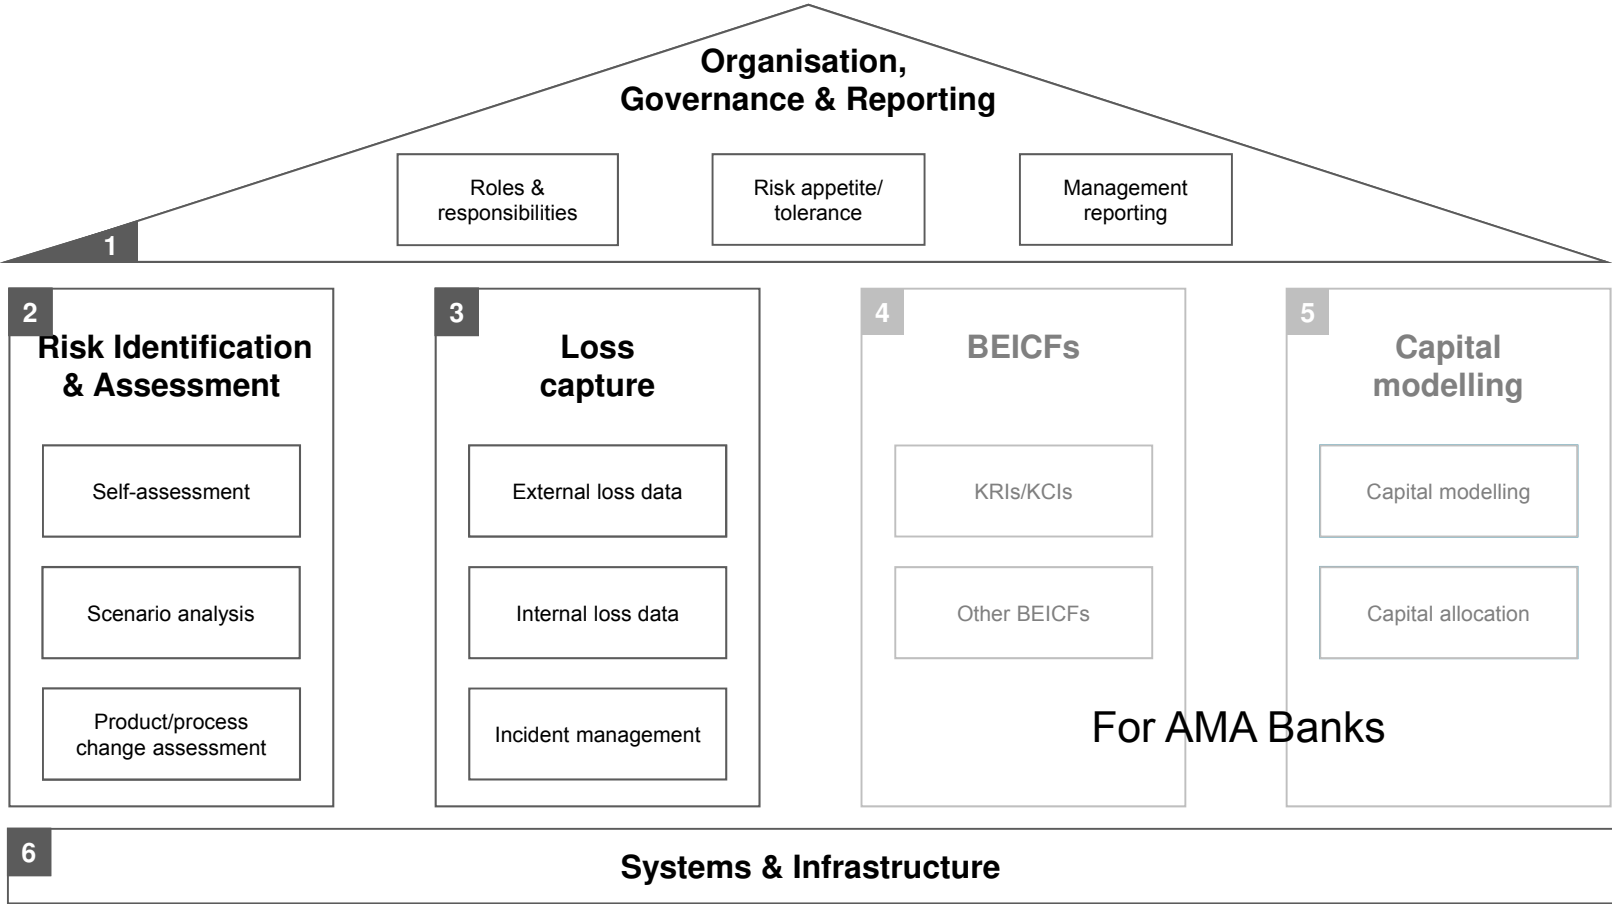 Organisation,
Governance & Reporting
Roles &
responsibilities
Risk appetite/
tolerance
Management
reporting
1
2
Risk Identification
& Assessment
Self-assessment
Scenario analysis
Product/process
change assessment
3
Loss
capture
External loss data
Internal loss data
Incident management
4
BEICFs
KRIs/KCIs
Other BEICFs
5
Capital
modelling
Capital modelling
Capital allocation
For AMA Banks
6
Systems & Infrastructure